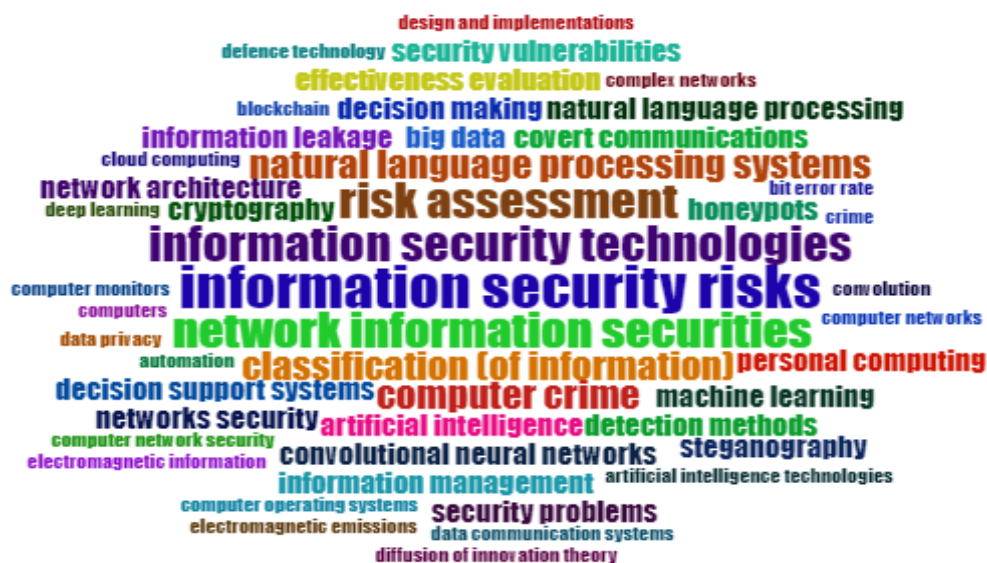 design and implementations
defence technology security vulnerabilities
effectiveness evaluation complex networks
blockchain decision making natural language processing
information leakage big data covert communications
cloud computing natural language processing systems
network architecture risk assessment bit error rate
deep learning cryptography honeypots crime
information security technologies
computer monitors information security risks convolution
computers network information securities computer networks
data privacy
automation classification (of information) personal computing
decision support systems computer crime machine learning
networks security artificial intelligence detection methods
computer network security convolutional neural networks steganography
electromagnetic information
information management artificial intelligence technologies
computer operating systems security problems
electromagnetic emissions data communication systems
diffusion of innovation theory